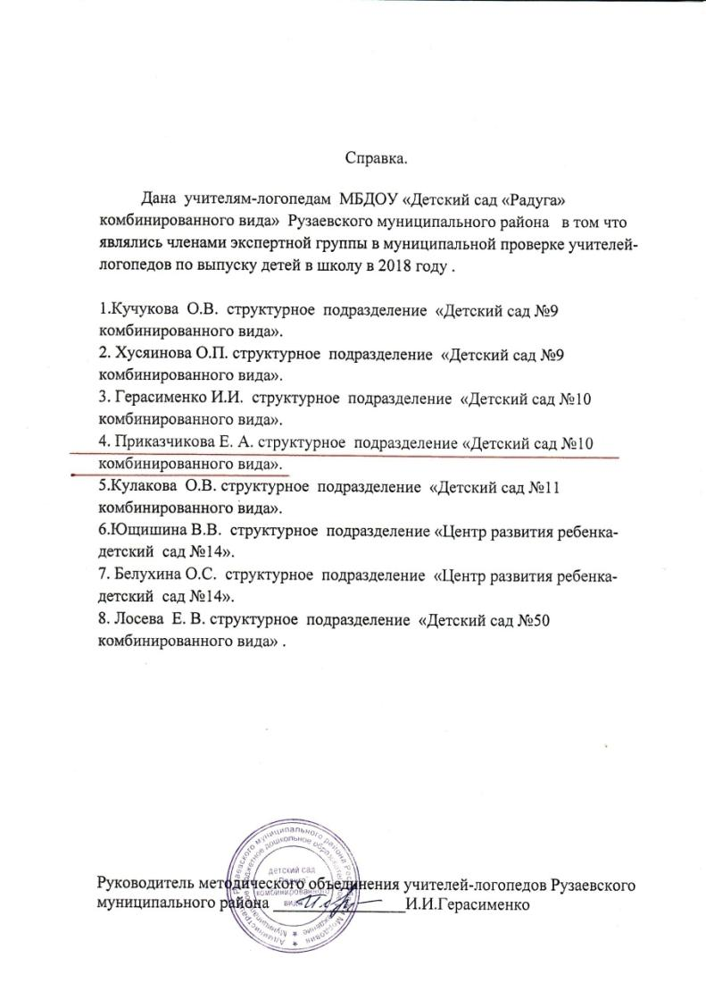 Справка.
Дана учителям-логопедам МБДОУ «Детский сад «Радуга»
комбинированного вида» Рузаевского муниципального района в том что
являлись членами экспертной группы в муниципальной проверке учителей-
логопедов по выпуску детей в школу в 2018 году .
1.Кучукова О.В. структурное подразделение «Детский сад №9
комбинированного вида».
2. Хусяинова О.П. структурное подразделение «Детский сад №9
комбинированного вида».
3. Герасименко И.И. структурное подразделение «Детский сад №10
комбинированного вида».
4. Приказчикова Е. А. структурное подразделение «Детский сад №10
комбинированного вида».
5.Кулакова О.В. структурное подразделение «Детский сад №11
комбинированного вида».
6.Ющишина В.В. структурное подразделение «Центр развития ребенка-
детский сад №14».
7. Белухина О.С. структурное подразделение «Центр развития ребенка-
детский сад №14».
8. Лосева Е. В. структурное подразделение «Детский сад №50
комбинированного вида» .
Руководитель методического объединения учителей-логопедов Рузаевского
муниципального района И.И.Герасименко
детский сад
комбинированного
вида